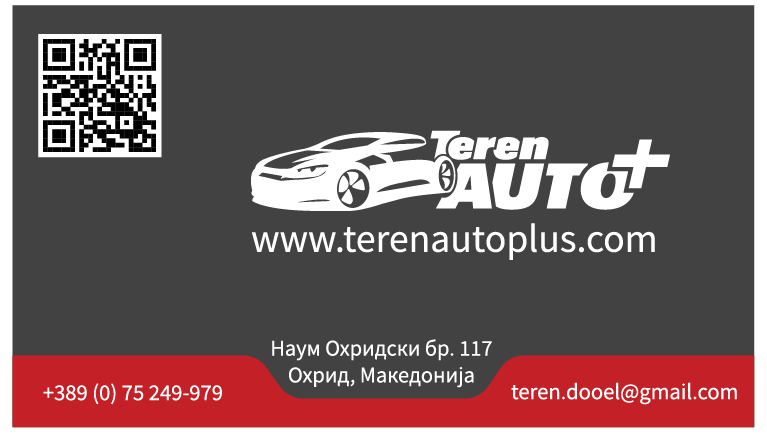 Teren
AUTO+
www.terenautoplus.com
Наум Охридски бр. 117
Охрид, Македонија
+389 (0) 75 249-979
teren.dooel@gmail.com